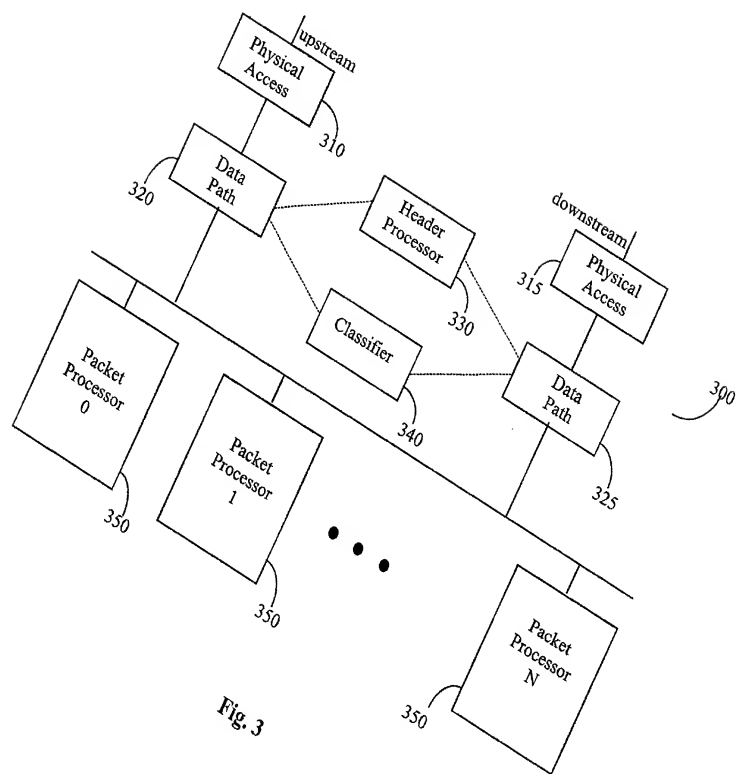 upstream
Physical
Access
310
Data
Path
320
Header
Processor
330
downstream
Physical
Access
315
Classifier
340
Data
Path
325
300
Packet
Processor
0
350
Packet
Processor
1
350
Packet
Processor
N
350
Fig. 3